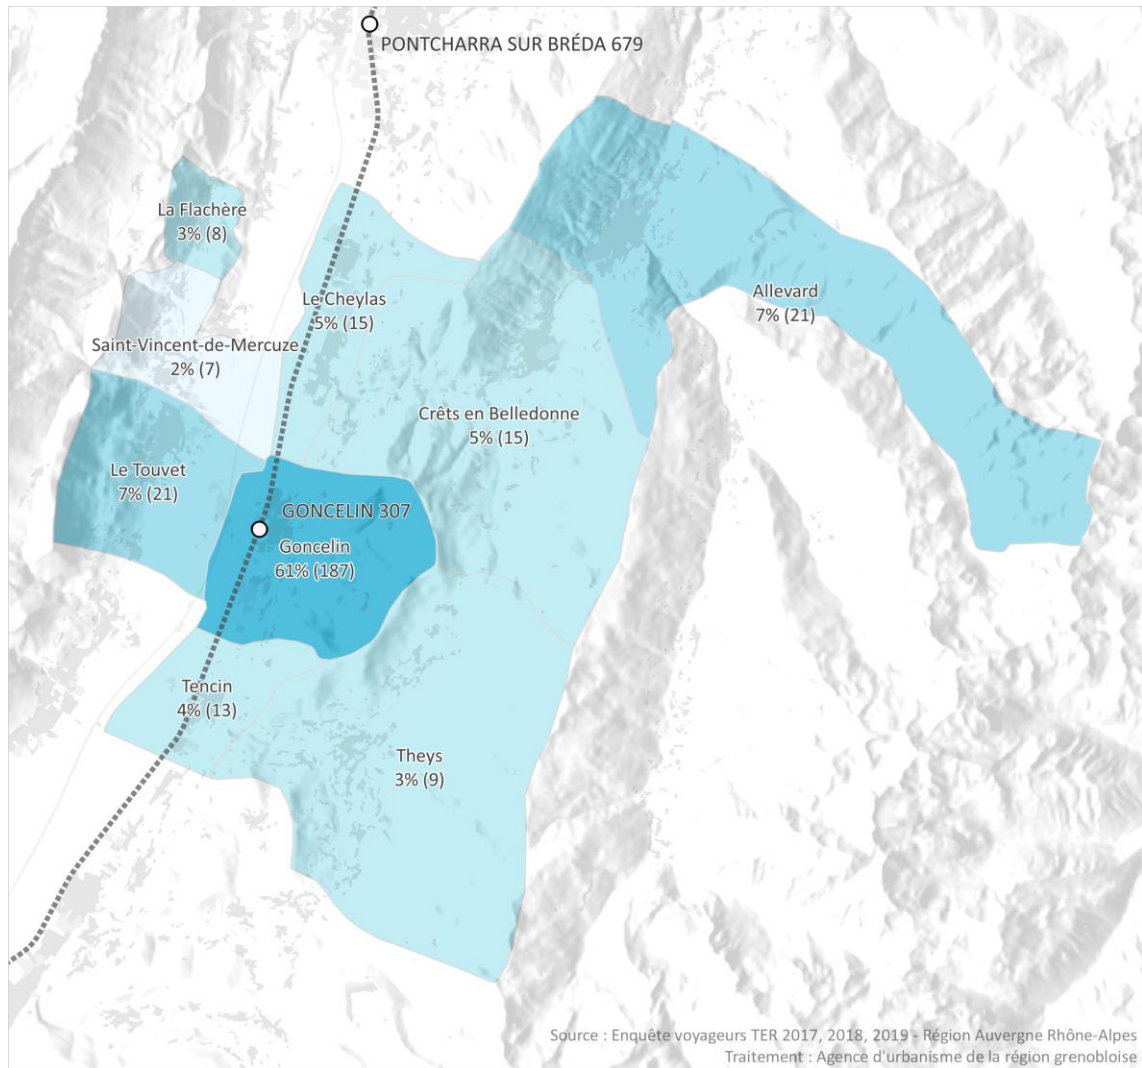 PONTCHARRA SUR BRÉDA 679
La Flachère
3% (8)
Le Cheylas
5% (15)
Allevard
7% (21)
Saint-Vincent-de-Mercuze
2% (7)
Crêts en Belledonne
5% (15)
Le Touvet
7% (21)
GONCELIN 307
Goncelin
61% (187)
Tencin
4% (13)
Theys
3% (9)
Source : Enquête voyageurs TER 2017, 2018, 2019 - Région Auvergne Rhône-Alpes
Traitement : Agence d'urbanisme de la région grenobloise